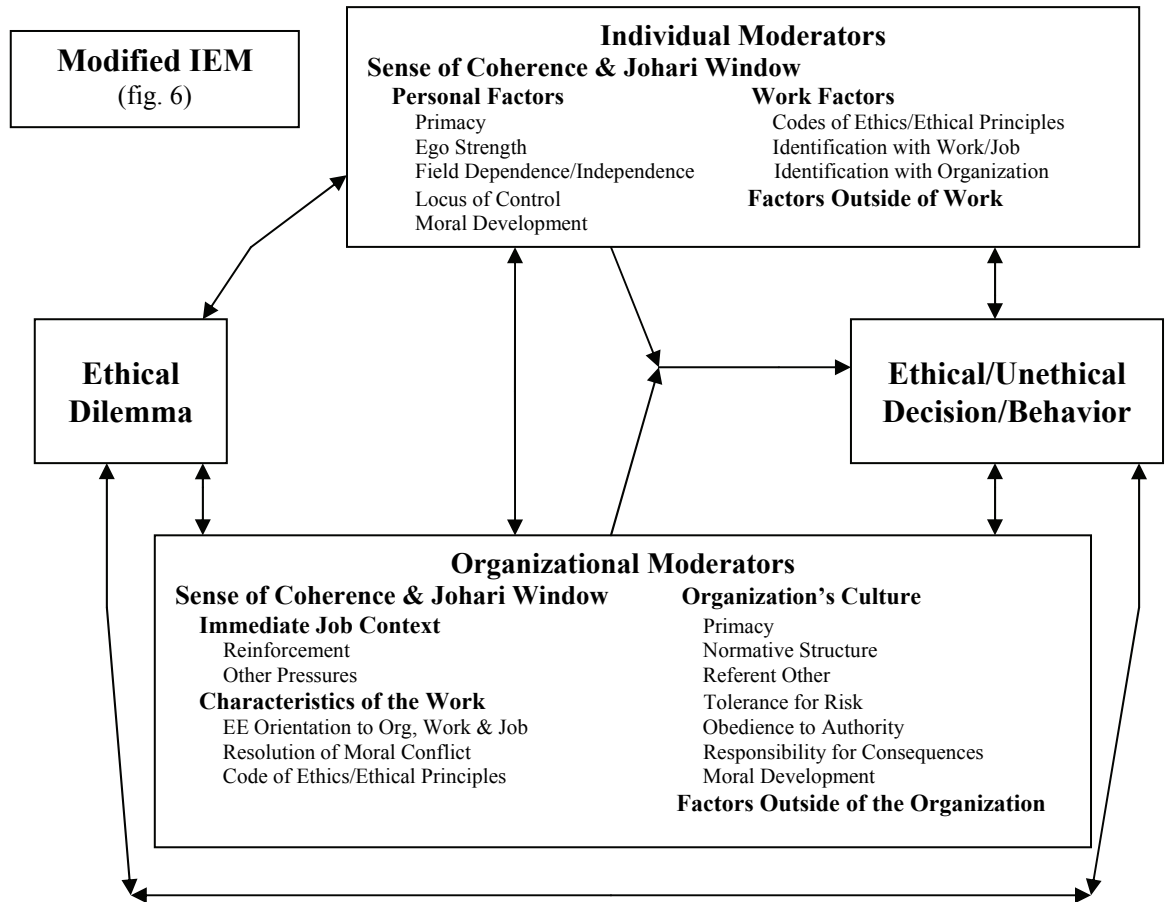 Modified IEM
(fig. 6)
Individual Moderators
Sense of Coherence & Johari Window
Personal Factors
Primacy
Ego Strength
Field Dependence/Independence
Locus of Control
Moral Development
Work Factors
Codes of Ethics/Ethical Principles
Identification with Work/Job
Identification with Organization
Factors Outside of Work
Ethical
Dilemma
Ethical/Unethical
Decision/Behavior
Organizational Moderators
Sense of Coherence & Johari Window
Immediate Job Context
Reinforcement
Other Pressures
Characteristics of the Work
EE Orientation to Org, Work & Job
Resolution of Moral Conflict
Code of Ethics/Ethical Principles
Organization’s Culture
Primacy
Normative Structure
Referent Other
Tolerance for Risk
Obedience to Authority
Responsibility for Consequences
Moral Development
Factors Outside of the Organization